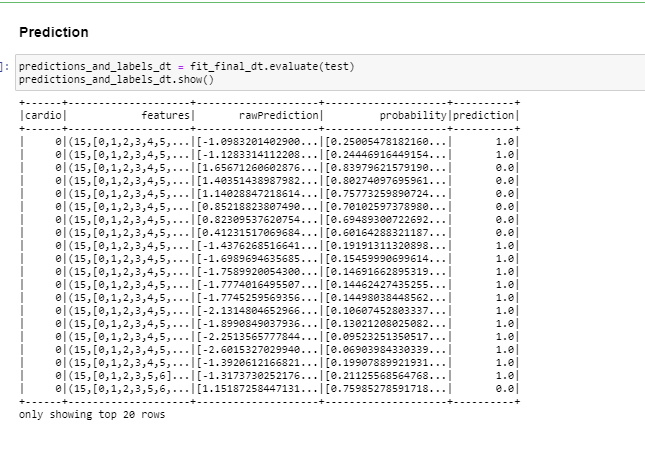 Prediction
]: predictions_and_labels_dt = fit_final_dt.evaluate(test)
predictions_and_labels_dt.show()
+------+--------------------+--------------------+--------------------+----------+
|cardio|            features|       rawPrediction|         probability|prediction|
+------+--------------------+--------------------+--------------------+----------+
|     0|(15,[0,1,2,3,4,5,...|[-1.0983201402900...|[0.25005478182160...|       1.0|
|     0|(15,[0,1,2,3,4,5,...|[-1.1283314112208...|[0.24446916449154...|       1.0|
|     0|(15,[0,1,2,3,4,5,...|[1.65671260602876...|[0.83979621579190...|       0.0|
|     0|(15,[0,1,2,3,4,5,...|[1.40351438987982...|[0.80274097695961...|       0.0|
|     0|(15,[0,1,2,3,4,5,...|[1.14028847218614...|[0.75773259890724...|       0.0|
|     0|(15,[0,1,2,3,4,5,...|[0.85218823807490...|[0.70102597378980...|       0.0|
|     0|(15,[0,1,2,3,4,5,...|[0.82309537620754...|[0.69489300722692...|       0.0|
|     0|(15,[0,1,2,3,4,5,...|[0.41231517069684...|[0.60164288321187...|       0.0|
|     0|(15,[0,1,2,3,4,5,...|[-1.4376268516641...|[0.19191311320898...|       1.0|
|     0|(15,[0,1,2,3,4,5,...|[-1.6989694635685...|[0.15459990699614...|       1.0|
|     0|(15,[0,1,2,3,4,5,...|[-1.7589920054300...|[0.14691662895319...|       1.0|
|     0|(15,[0,1,2,3,4,5,...|[-1.7774016495507...|[0.14462427435255...|       1.0|
|     0|(15,[0,1,2,3,4,5,...|[-1.7745259569356...|[0.14498038448562...|       1.0|
|     0|(15,[0,1,2,3,4,5,...|[-2.1314804652966...|[0.10607452803337...|       1.0|
|     0|(15,[0,1,2,3,4,5,...|[-1.8990849037936...|[0.13021208025082...|       1.0|
|     0|(15,[0,1,2,3,4,5,...|[-2.2513565777844...|[0.09523251350517...|       1.0|
|     0|(15,[0,1,2,3,4,5,...|[-2.6015327029940...|[0.06903984330339...|       1.0|
|     0|(15,[0,1,2,3,4,5,...|[-1.3920612166821...|[0.19907889921931...|       1.0|
|     0|(15,[0,1,2,3,5,6]...|[-1.3173730252176...|[0.21125568564768...|       1.0|
|     0|(15,[0,1,2,3,5,6,...|[1.15187258447131...|[0.75985278591718...|       0.0|
+------+--------------------+--------------------+--------------------+----------+
only showing top 20 rows